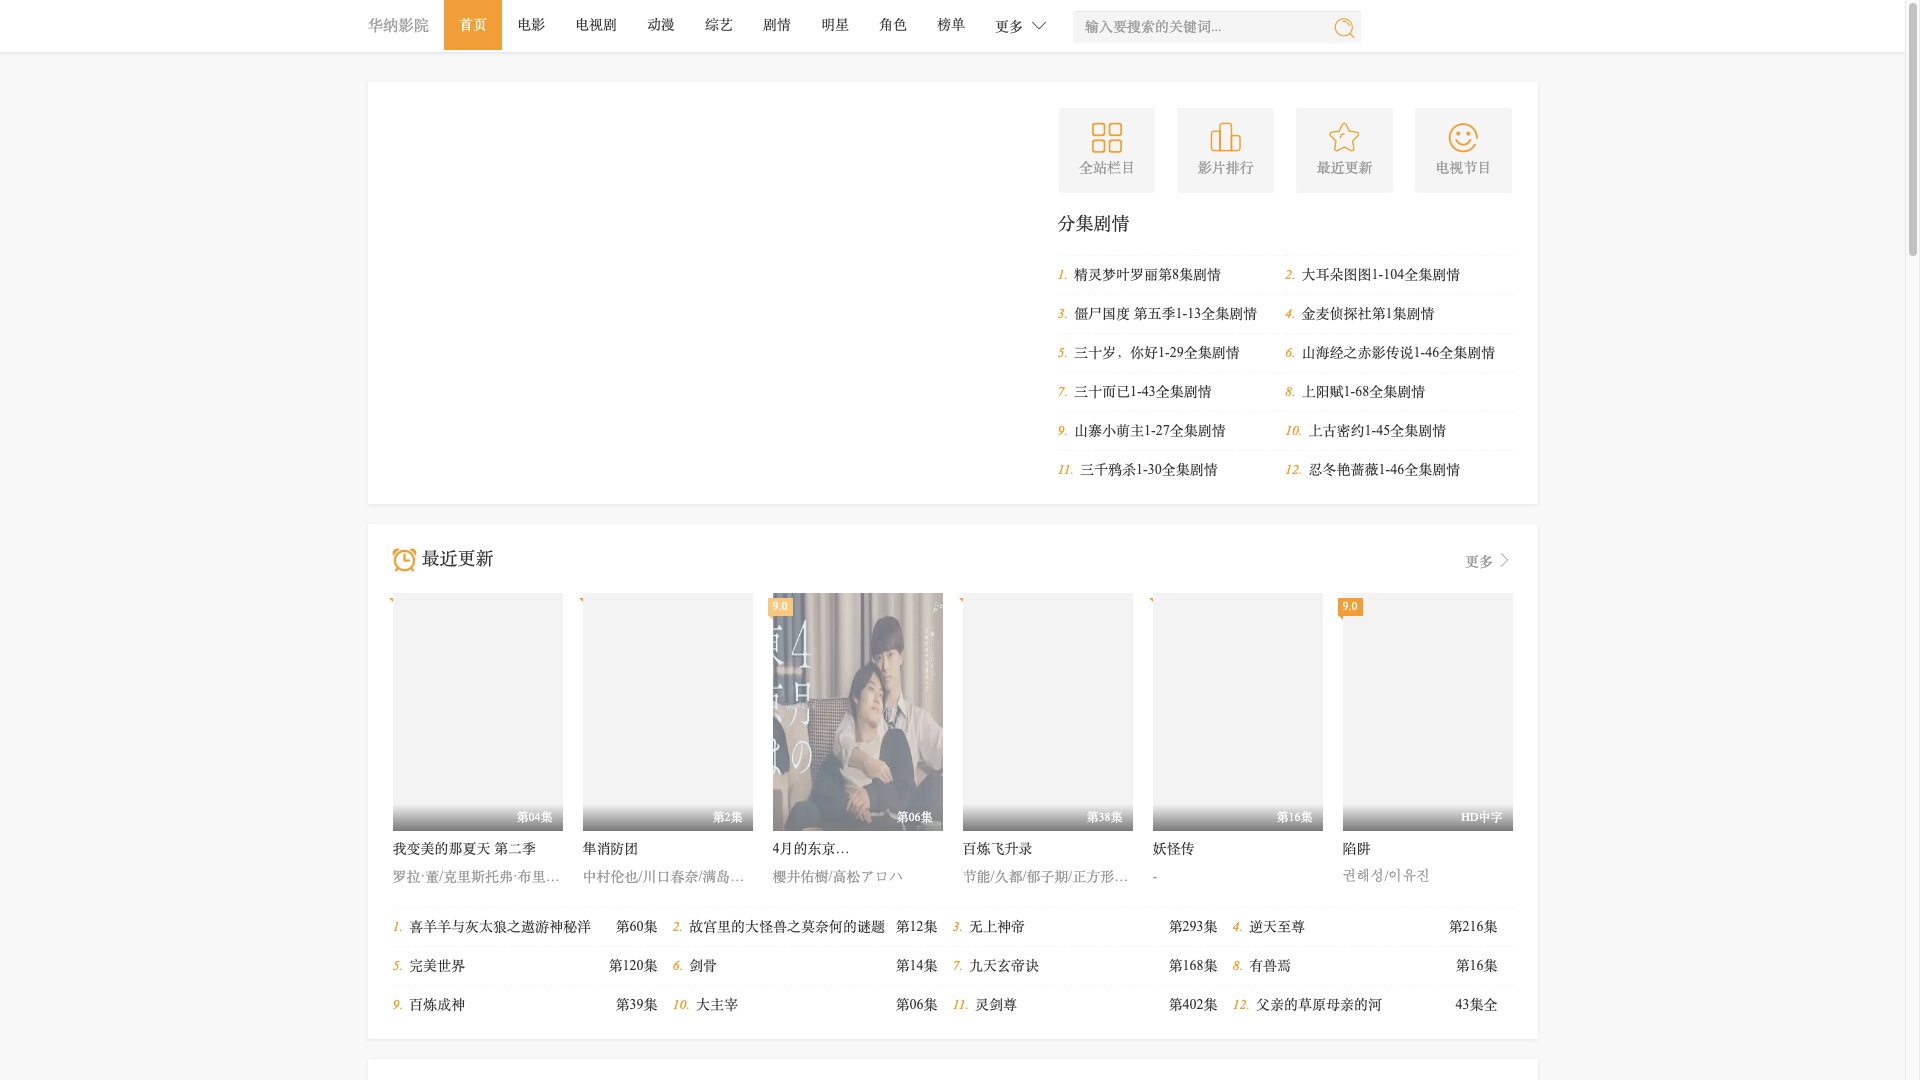 华纳影院
首页
电影
电视剧
动漫
综艺
剧情
明星
角色
榜单
更多
输入要搜索的关键词...
全站栏目
影片排行
最近更新
电视节目
分集剧情
1. 精灵梦叶罗丽第8集剧情
2. 大耳朵图图1-104全集剧情
3. 僵尸国度 第五季1-13全集剧情
4. 金麦侦探社第1集剧情
5. 三十岁，你好1-29全集剧情
6. 山海经之赤影传说1-46全集剧情
7. 三十而已1-43全集剧情
8. 上阳赋1-68全集剧情
9. 山寨小萌主1-27全集剧情
10. 上古密约1-45全集剧情
11. 三千鸦杀1-30全集剧情
12. 忍冬艳蔷薇1-46全集剧情
最近更新
更多
第04集
我变美的那夏天 第二季
罗拉·董/克里斯托弗·布里...
第2集
隼消防团
中村伦也/川口春奈/满岛...
9.0
4月の
東京は
第06集
4月的东京…
櫻井佑樹/高松アロハ
第38集
百炼飞升录
节能/久都/郁子期/正方形...
第16集
妖怪传
-
9.0
HD中字
陷阱
권해성/이유진
1. 喜羊羊与灰太狼之遨游神秘洋 第60集
2. 故宫里的大怪兽之莫奈何的谜题 第12集
3. 无上神帝 第293集
4. 逆天至尊 第216集
5. 完美世界 第120集
6. 剑骨 第14集
7. 九天玄帝诀 第168集
8. 有兽焉 第16集
9. 百炼成神 第39集
10. 大主宰 第06集
11. 灵剑尊 第402集
12. 父亲的草原母亲的河 43集全